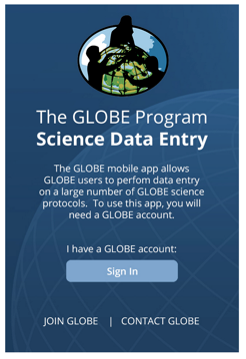 The GLOBE Program
Science Data Entry
The GLOBE mobile app allows
GLOBE users to perfom data entry
on a large number of GLOBE science
protocols. To use this app, you will
need a GLOBE account.
I have a GLOBE account:
Sign In
JOIN GLOBE | CONTACT GLOBE